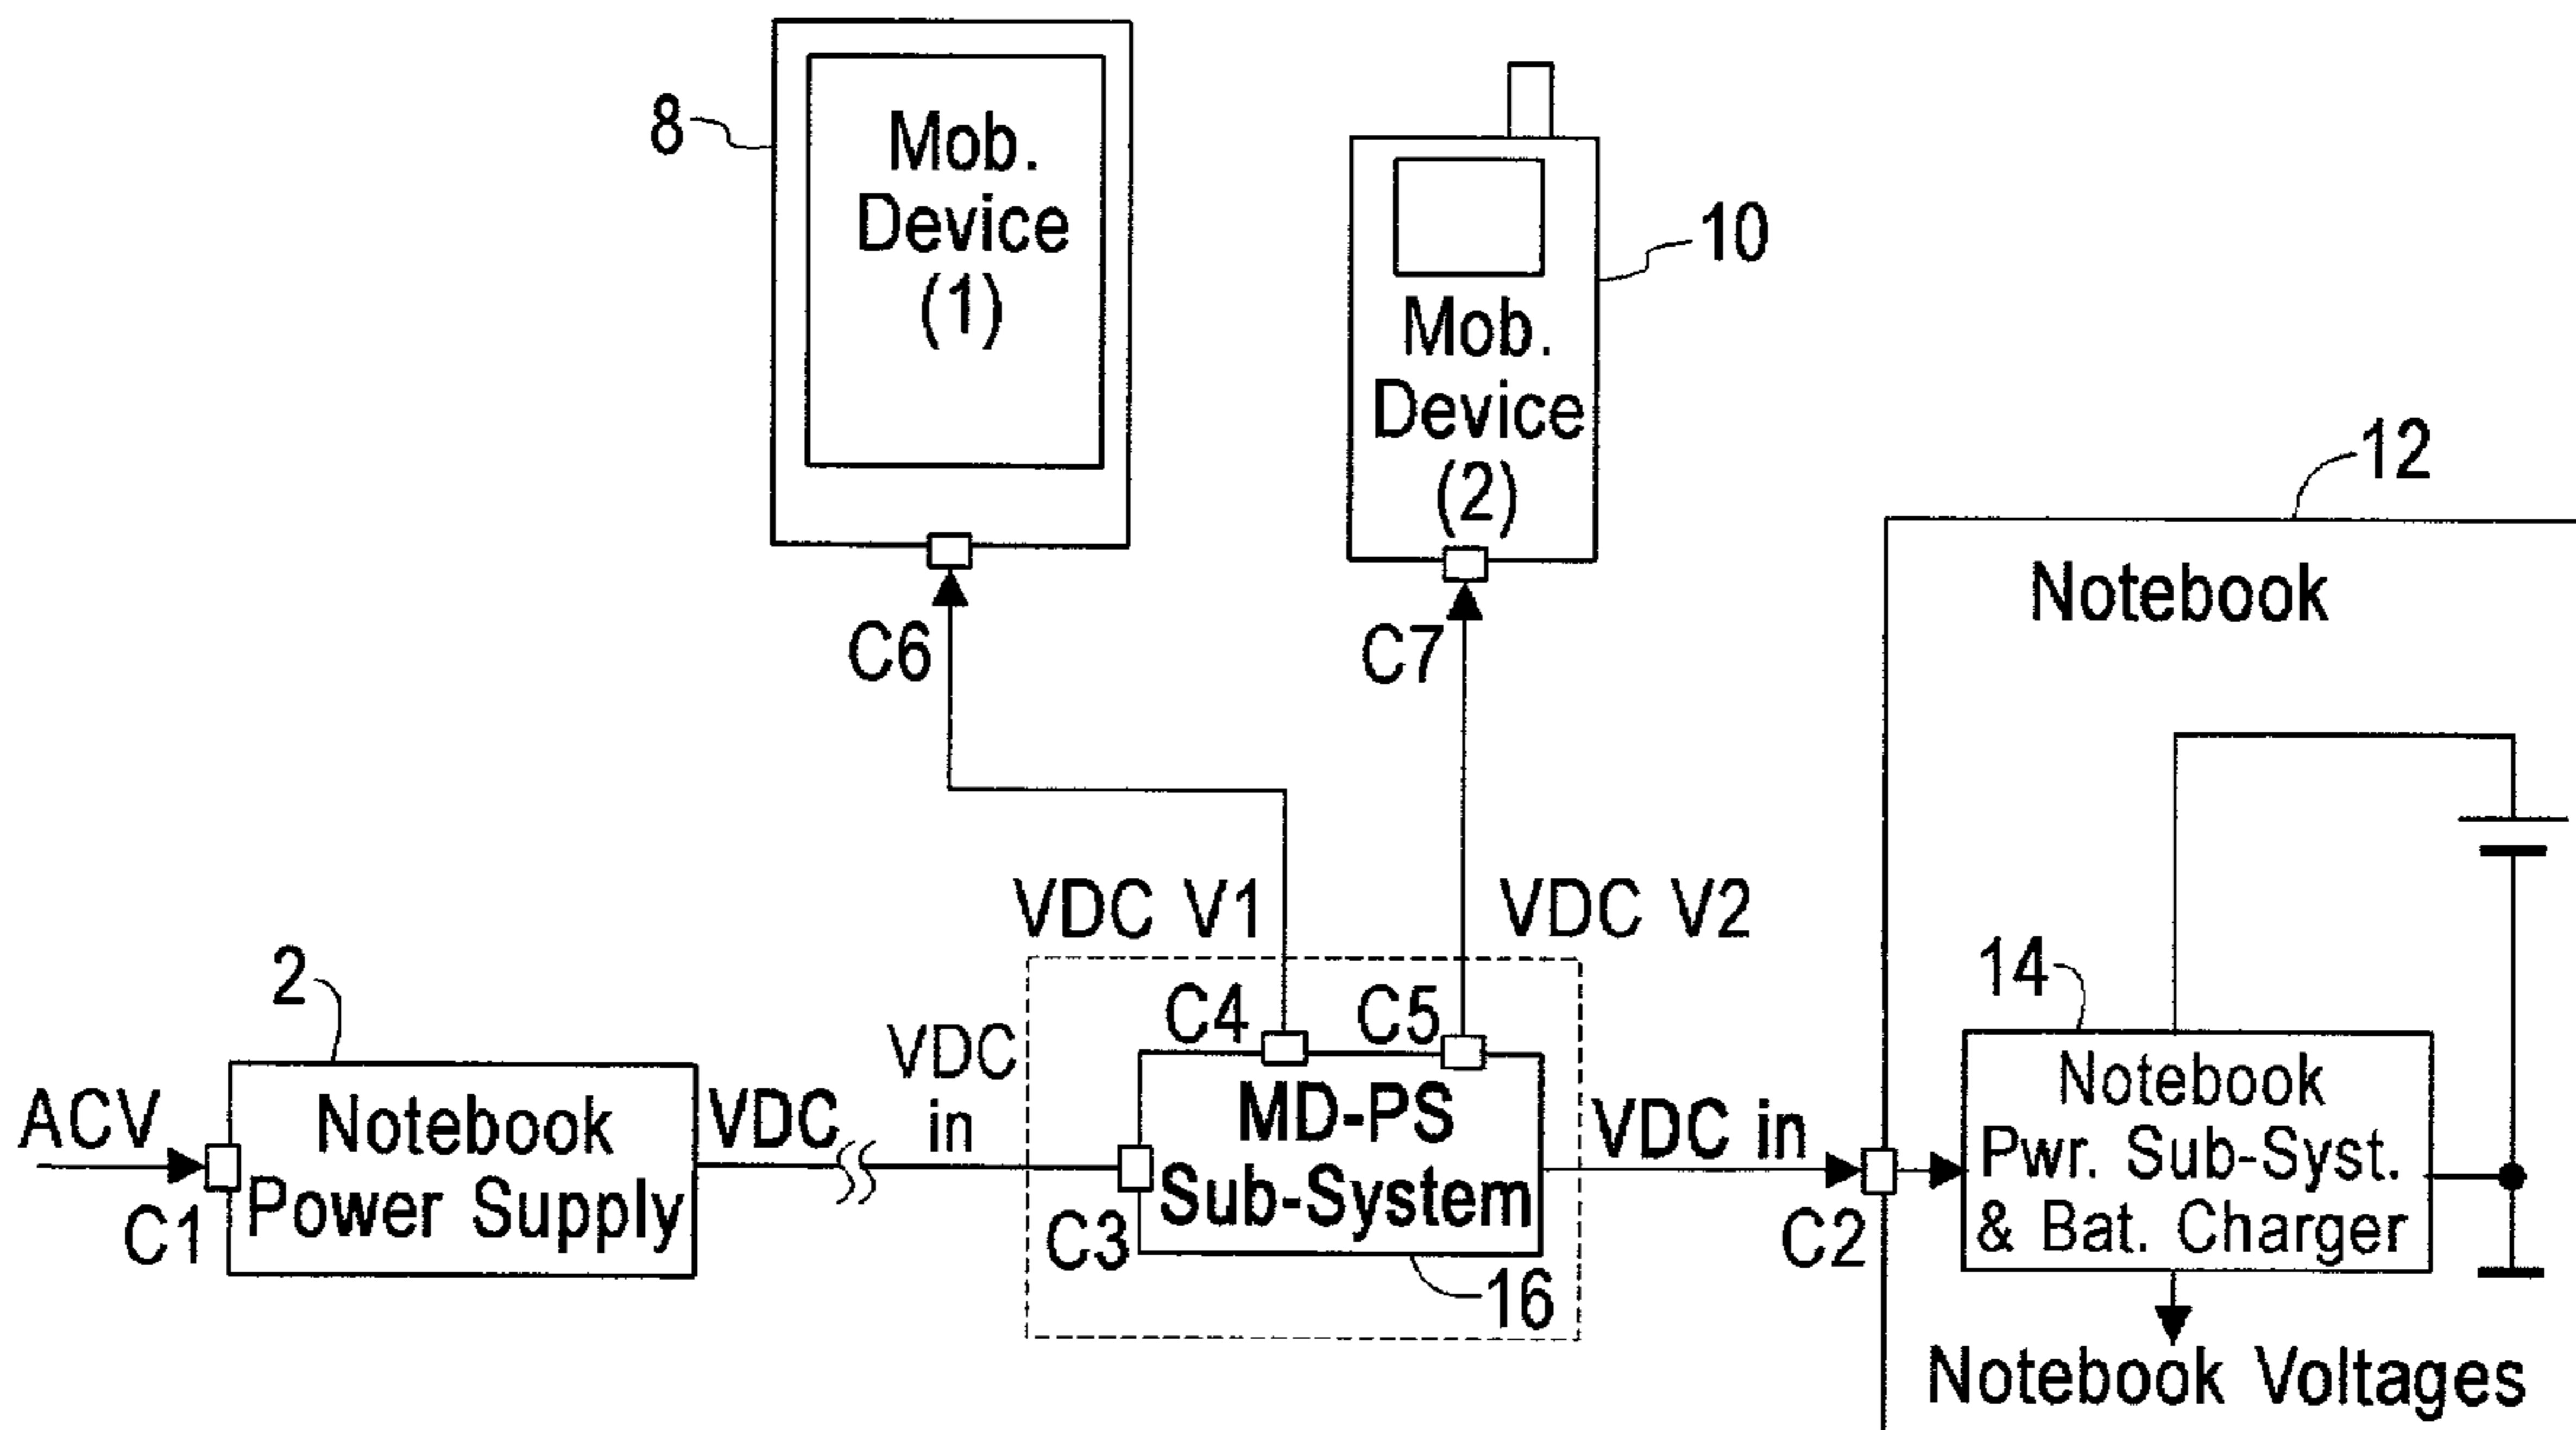 8
Mob.
Device
(1)
10
Mob.
Device
(2)
12
Notebook
C6
C7
VDC V1
VDC V2
2
14
ACV
C1
Notebook
Power Supply
VDC
VDC
in
C4
C5
C3
MD-PS
Sub-System
16
VDC in
C2
Notebook
Pwr. Sub-Syst.
& Bat. Charger
Notebook Voltages